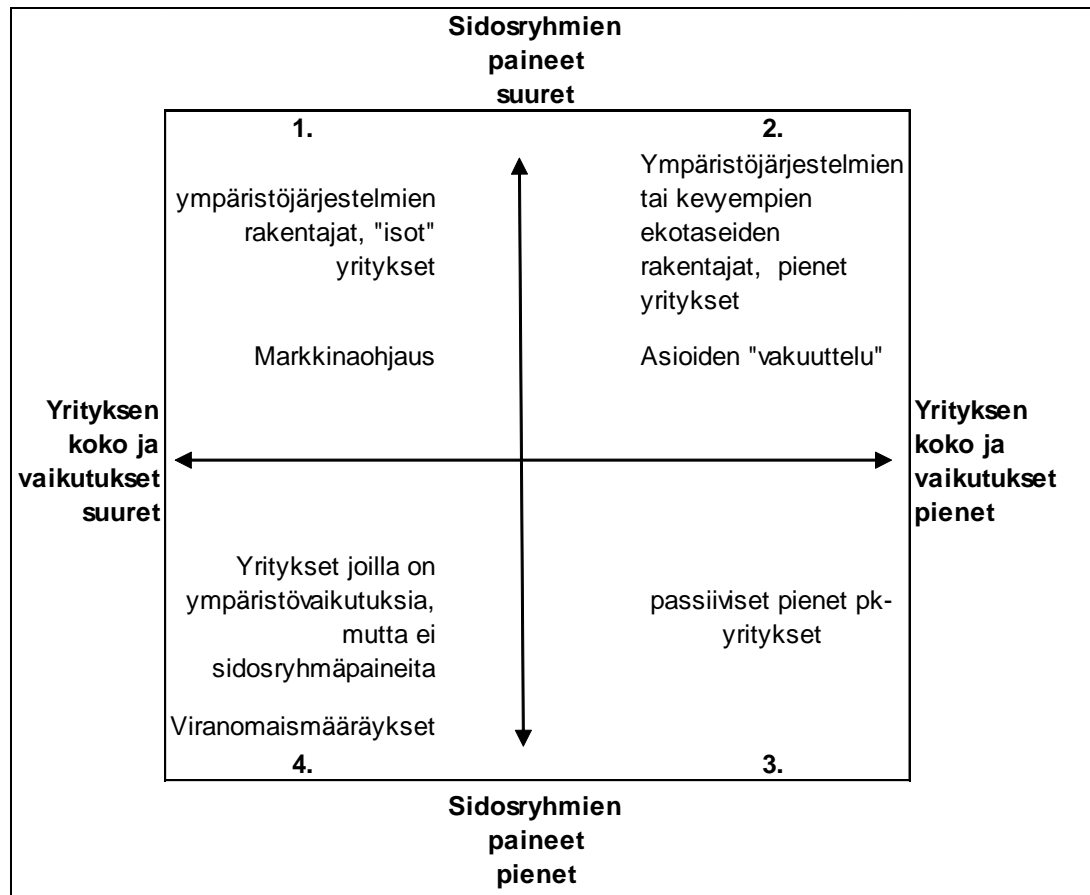 Sidosryhmien
paineet
suuret
1.
2.
ympäristöjärjestelmien
rakentajat, "isot"
yritykset
Ympäristöjärjestelmien
tai kevyempien
ekotaseiden
rakentajat, pienet
yritykset
Markkinaohjaus
Asioiden "vakuuttelu"
Yrityksen
koko ja
vaikutukset
suuret
Yrityksen
koko ja
vaikutukset
pienet
Yritykset joilla on
ympäristövaikutuksia,
mutta ei
sidosryhmäpaineita
passiiviset pienet pk-
yritykset
Viranomaismääräykset
4.
3.
Sidosryhmien
paineet
pienet